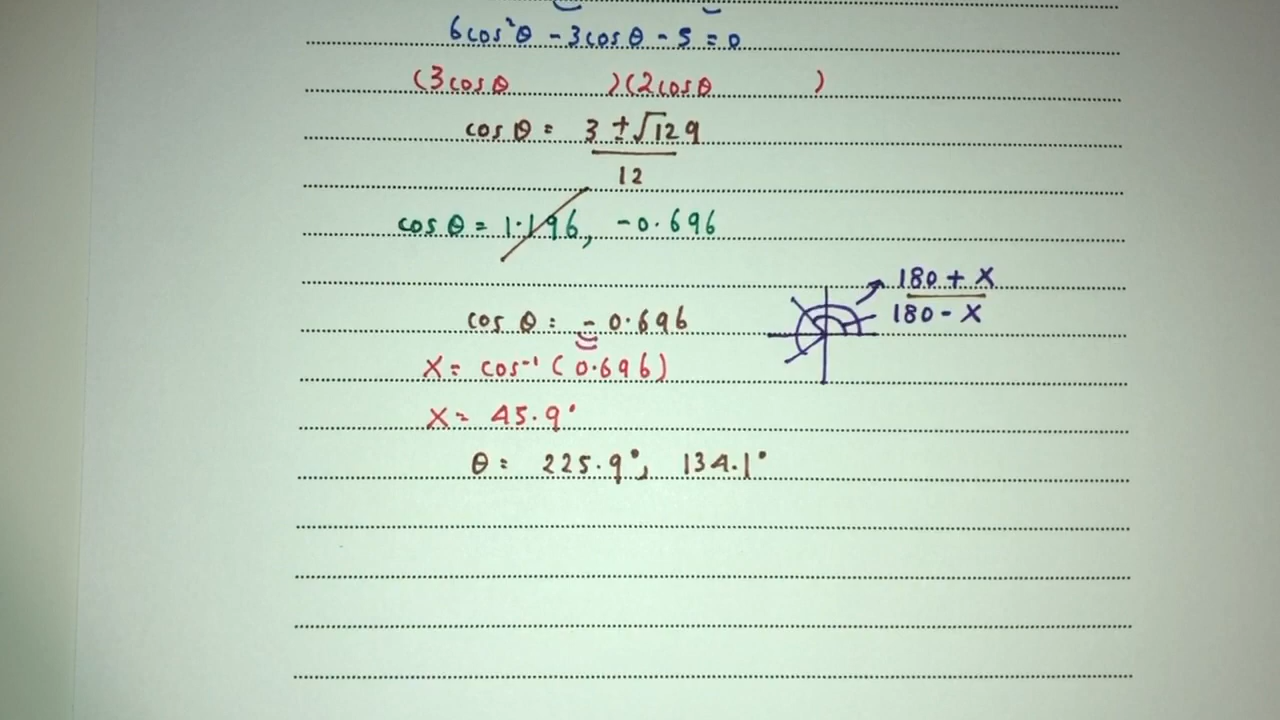 6cos²θ - 3cosθ - 5 = 0
(3cosθ )(2cosθ )
cosθ = 3 ±√129
12
cosθ = 1.196, -0.696
180 + X
180 - X
cosθ = -0.696
X = cos⁻¹(0.696)
X = 45.9°
θ = 225.9°, 134.1°